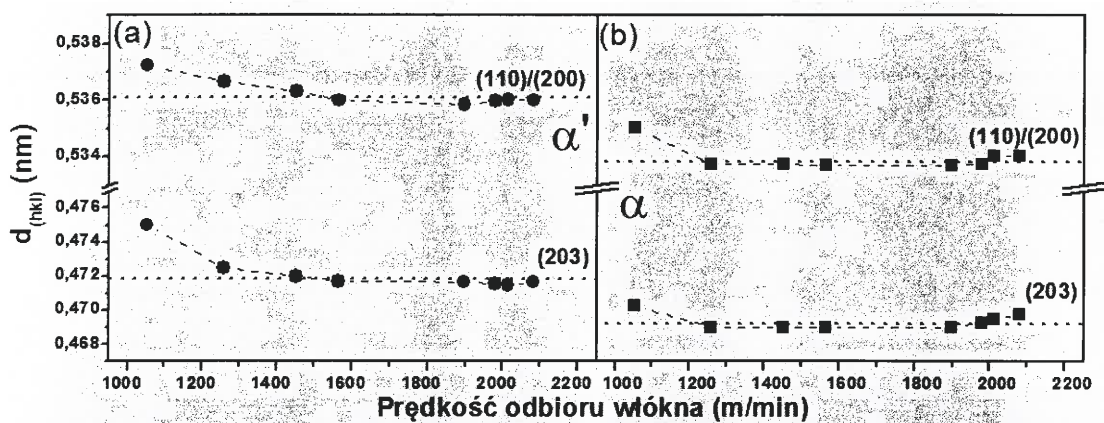 (a)
(b)
0,538
0,536
0,534
0,476
0,474
0,472
0,470
0,468
d(hkl) (nm)
(110)/(200)
α'
(203)
(110)/(200)
α
(203)
1000 1200 1400 1600 1800 2000 2200
1000 1200 1400 1600 1800 2000 2200
Prędkość odbioru włókna (m/min)